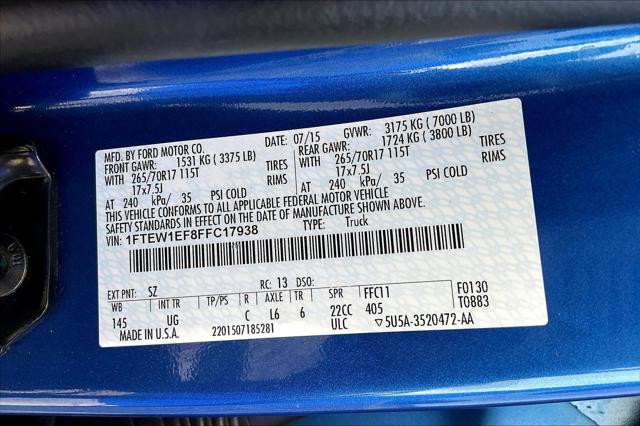 MFD. BY FORD MOTOR CO. DATE: 07/15 GVWR: 3175 KG ( 7000 LB)
FRONT GAWR: 1531 KG ( 3375 LB) REAR GAWR: 1724 KG ( 3800 LB)
WITH 265/70R17 115T TIRES WITH 265/70R17 115T TIRES
17x7.5J RIMS 17x7.5J RIMS
AT 240 kPa/ 35 PSI COLD AT 240 kPa/ 35 PSI COLD
THIS VEHICLE CONFORMS TO ALL APPLICABLE FEDERAL MOTOR VEHICLE
SAFETY STANDARDS IN EFFECT ON THE DATE OF MANUFACTURE SHOWN ABOVE.
VIN: 1FTEW1EF8FFC17938 TYPE: Truck
EXT PNT: SZ RC: 13 DSO: FFC11 F0130
WB INT TR TP/PS R AXLE TR SPR 405 T0883
145 UG C L6 6 22CC
MADE IN U.S.A. 2201507185281 ULC ▽5U5A-3520472-AA